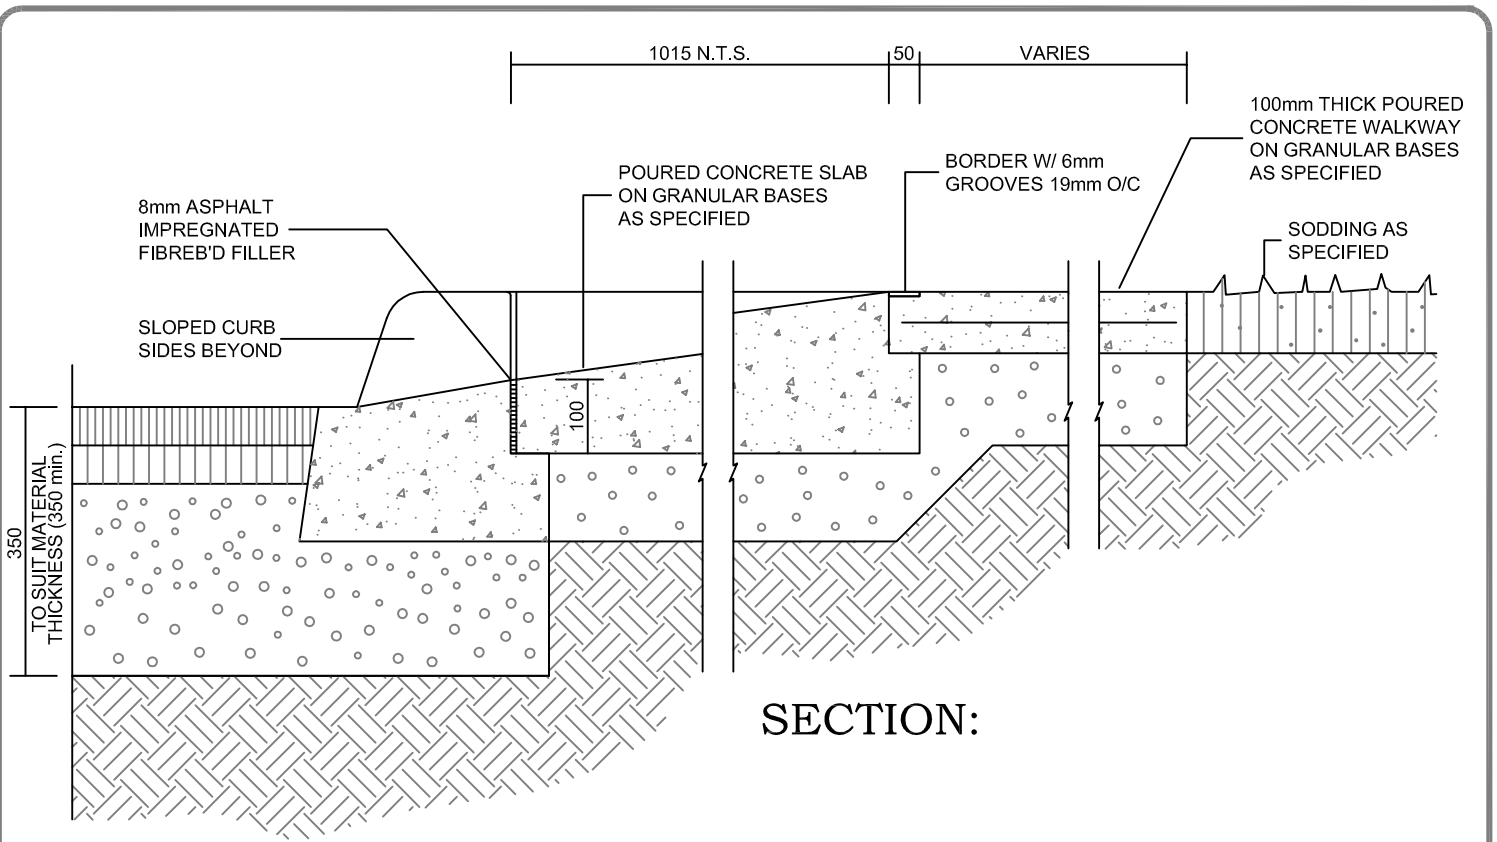 1015 N.T.S.
50
VARIES
100mm THICK POURED
CONCRETE WALKWAY
ON GRANULAR BASES
AS SPECIFIED
BORDER W/ 6mm
GROOVES 19mm O/C
POURED CONCRETE SLAB
ON GRANULAR BASES
AS SPECIFIED
8mm ASPHALT
IMPREGNATED
FIBREB'D FILLER
SODDING AS
SPECIFIED
SLOPED CURB
SIDES BEYOND
100
350
TO SUIT MATERIAL
THICKNESS (350 min.)
SECTION: